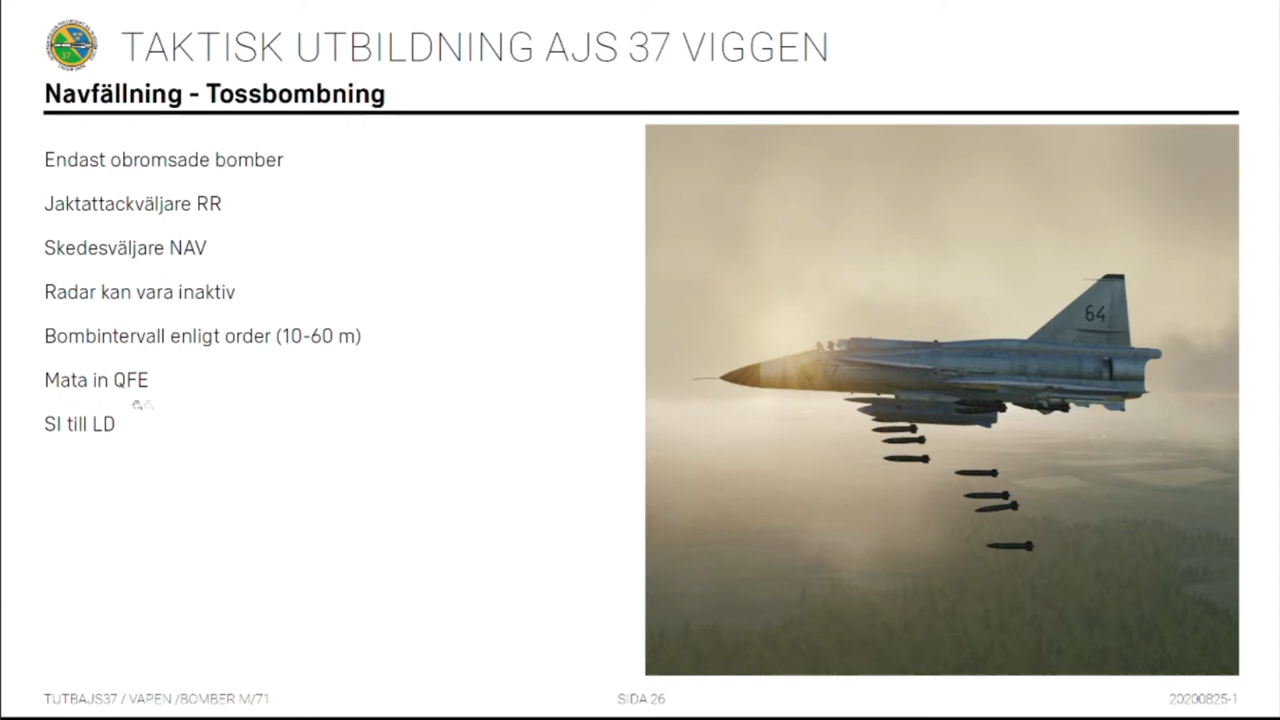 TAKTISK UTBILDNING AJS 37 VIGGEN
Navfällning - Tossbombning
Endast obromsade bomber
Jaktattackväljare RR
Skedesväljare NAV
Radar kan vara inaktiv
Bombintervall enligt order (10-60 m)
Mata in QFE
SI till LD
64
7
TUTBAJS37 / VAPEN /BOMBER M/71
SIDA 26
20200825-1